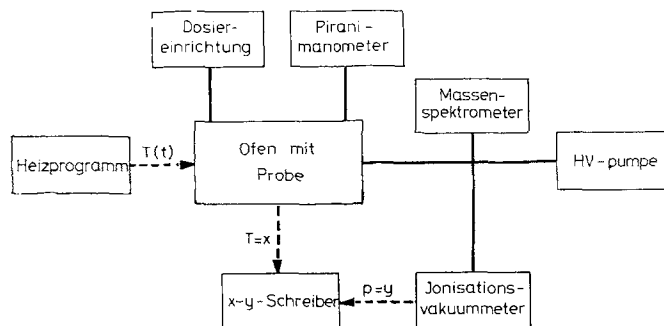 Dosier-
einrichtung
Pirani-
manometer
Massen-
spektrometer
Heizprogramm
T(t)
Ofen mit
Probe
HV-pumpe
T=x
x-y-Schreiber
p=y
Jonisations-
vakuummeter